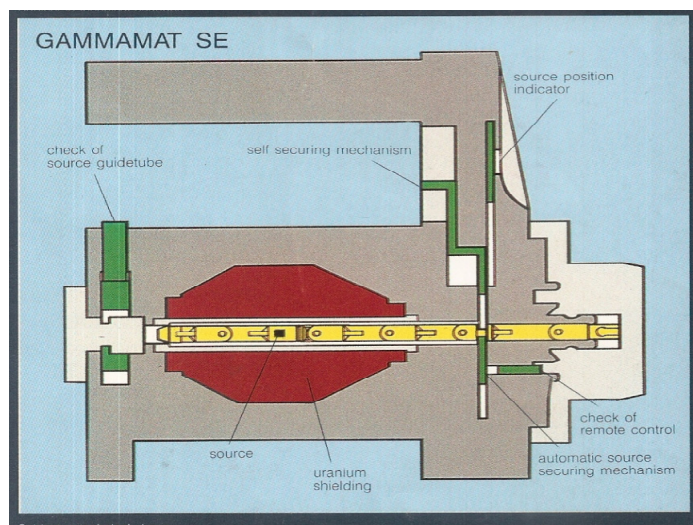 GAMMAMAT SE
source position
indicator
check of
source guidetube
self securing mechanism
source
uranium
shielding
check of
remote control
automatic source
securing mechanism